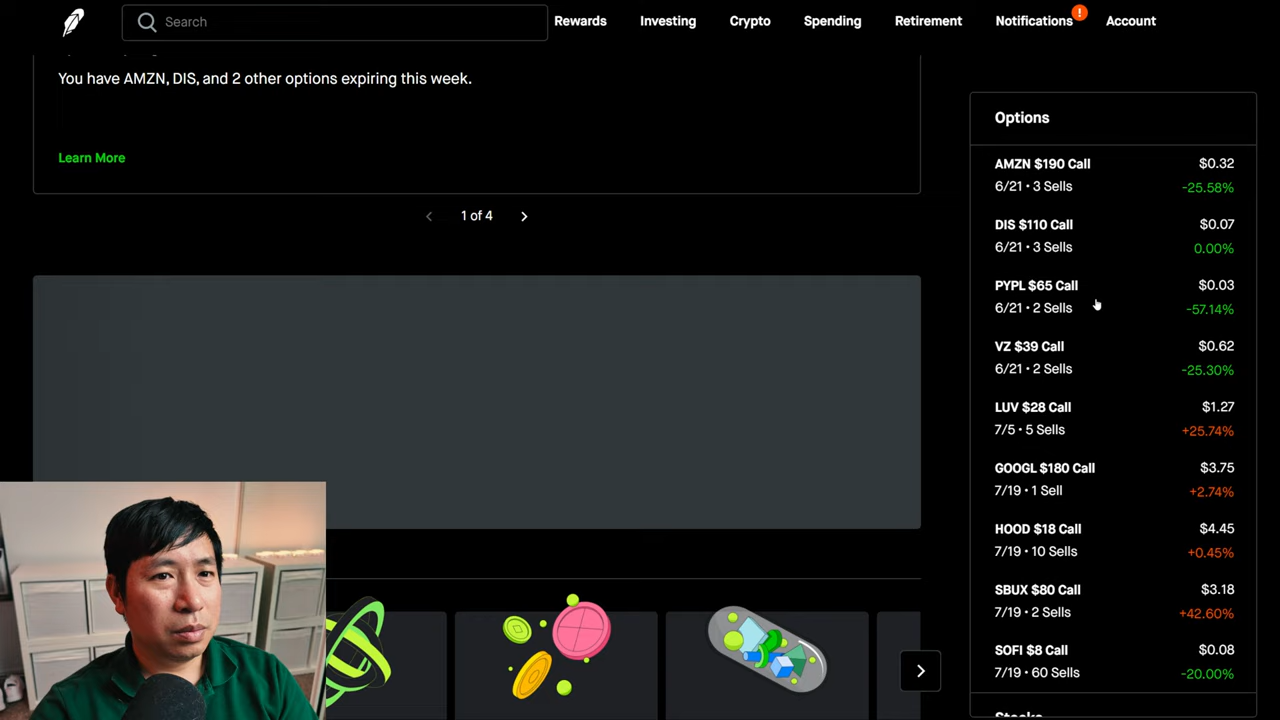 Search
Rewards
Investing
Crypto
Spending
Retirement
Notifications
!
Account
You have AMZN, DIS, and 2 other options expiring this week.
Learn More
1 of 4
Options
AMZN $190 Call $0.32
6/21 • 3 Sells -25.58%
DIS $110 Call $0.07
6/21 • 3 Sells 0.00%
PYPL $65 Call $0.03
6/21 • 2 Sells -57.14%
VZ $39 Call $0.62
6/21 • 2 Sells -25.30%
LUV $28 Call $1.27
7/5 • 5 Sells +25.74%
GOOGL $180 Call $3.75
7/19 • 1 Sell +2.74%
HOOD $18 Call $4.45
7/19 • 10 Sells +0.45%
SBUX $80 Call $3.18
7/19 • 2 Sells +42.60%
SOFI $8 Call $0.08
7/19 • 60 Sells -20.00%